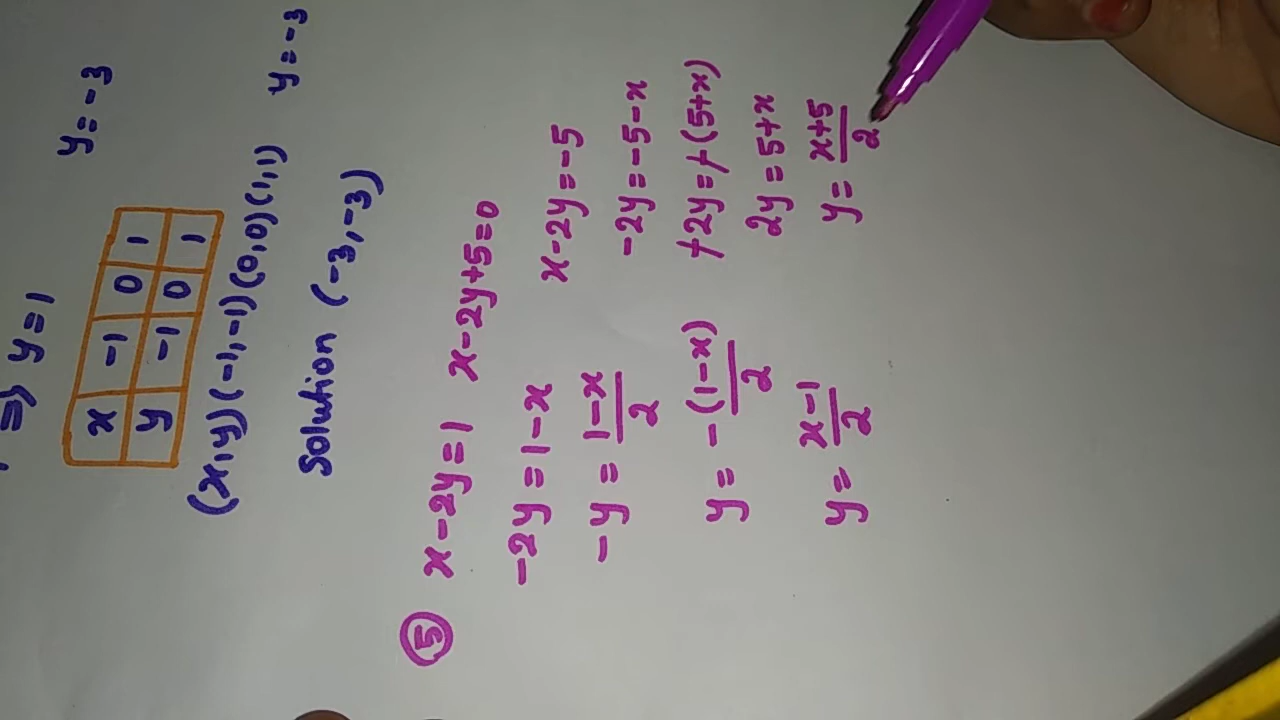 => y = 1
y = -3
x -1 0 1
y -1 0 1
(x,y) (-1,-1) (0,0) (1,1)
y = -3
Solution (-3,-3)
⑤ x-2y=1
-2y = 1-x
-y = 1-x/2
y = -(1-x)/2
y = x-1/2
x-2y+5=0
x-2y=-5
-2y=-5-x
+2y=+(5+x)
2y = 5+x
y = x+5/2